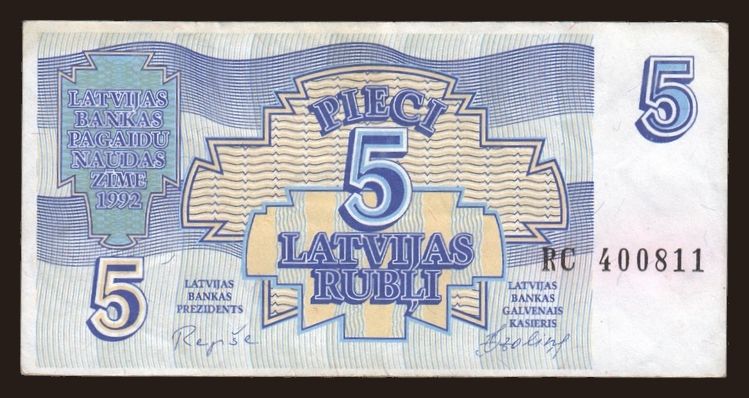 LATVIJAS
BANKAS
PAGAIDU
NAUDAS
ZIME
1992
PIECI
5
LATVIJAS
RUBĻI
5
5
RC 400811
LATVIJAS
BANKAS
PREZIDENTS
Repše
LATVIJAS
BANKAS
GALVENAIS
KASIERIS